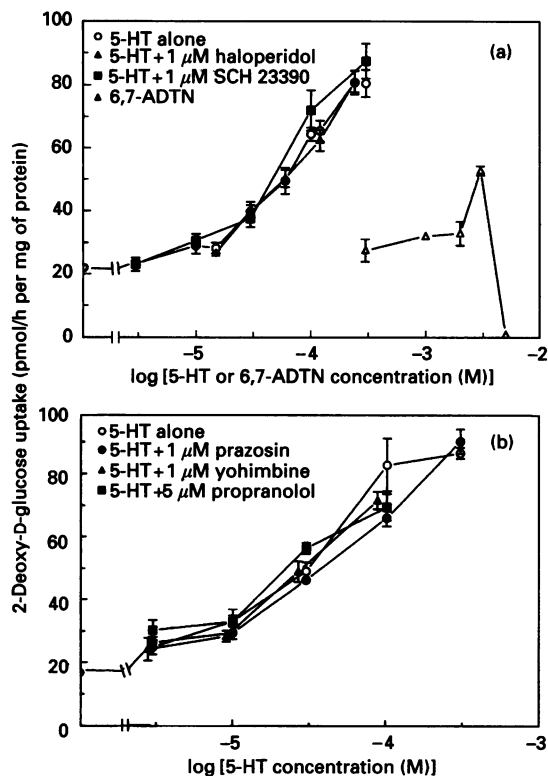 100
80
60
40
20
0
5-HT alone
5-HT+1 μM haloperidol
5-HT+1 μM SCH 23390
6,7-ADTN
(a)
−5
−4
−3
−2
log [5-HT or 6,7-ADTN concentration (M)]
2-Deoxy-D-glucose uptake (pmol/h per mg of protein)
100
80
60
40
20
0
5-HT alone
5-HT+1 μM prazosin
5-HT+1 μM yohimbine
5-HT+5 μM propranolol
(b)
−5
−4
−3
log [5-HT concentration (M)]